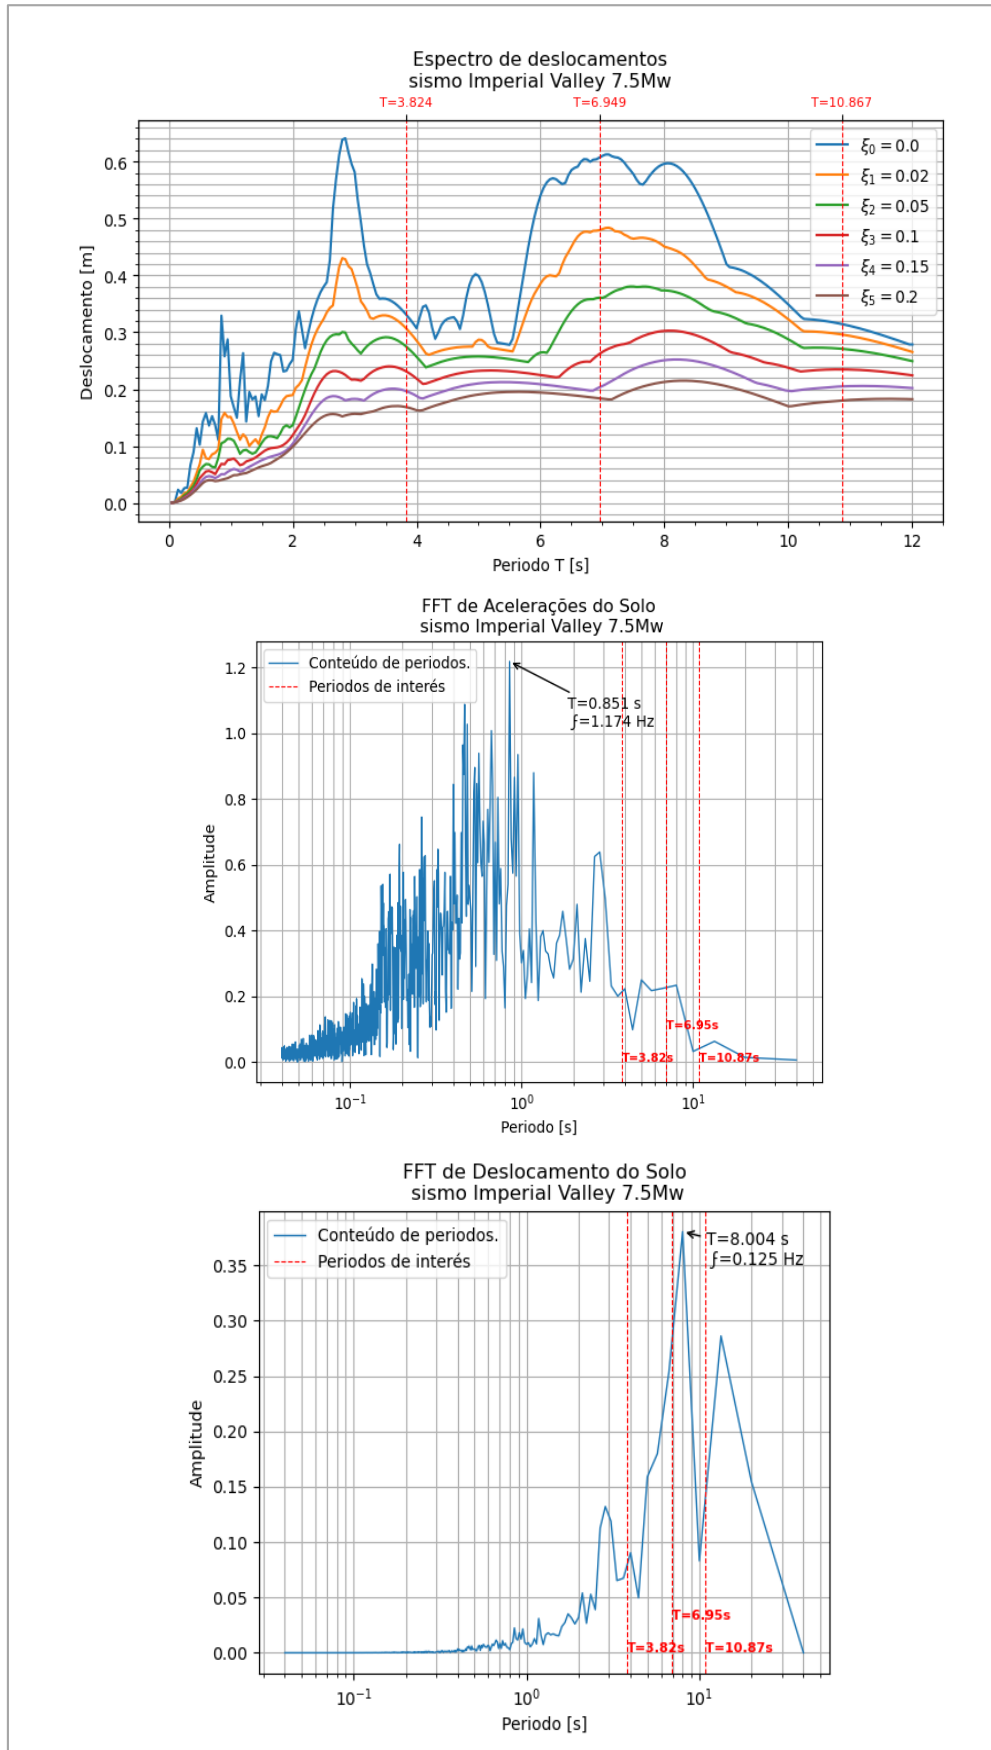 Espectro de deslocamentos
sismo Imperial Valley 7.5Mw
T=3.824 T=6.949 T=10.867
0.6
0.5
0.4
0.3
0.2
0.1
0.0
Deslocamento [m]
ξ0 = 0.0
ξ1 = 0.02
ξ2 = 0.05
ξ3 = 0.1
ξ4 = 0.15
ξ5 = 0.2
0 2 4 6 8 10 12
Periodo T [s]
FFT de Acelerações do Solo
sismo Imperial Valley 7.5Mw
1.2
1.0
0.8
0.6
0.4
0.2
0.0
Amplitude
Conteúdo de periodos.
Periodos de interés
T=0.851 s
ƒ=1.174 Hz
T=6.95s
T=3.82s T=10.87s
10⁻¹ 10⁰ 10¹
Periodo [s]
FFT de Deslocamento do Solo
sismo Imperial Valley 7.5Mw
0.35
0.30
0.25
0.20
0.15
0.10
0.05
0.00
Amplitude
Conteúdo de periodos.
Periodos de interés
T=8.004 s
ƒ=0.125 Hz
T=6.95s
T=3.82s T=10.87s
10⁻¹ 10⁰ 10¹
Periodo [s]